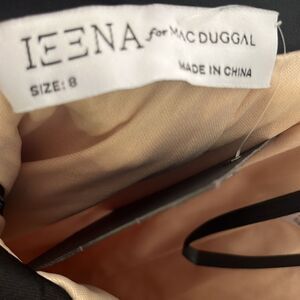 IEENA for MAC DUGGAL
MADE IN CHINA
SIZE: 8